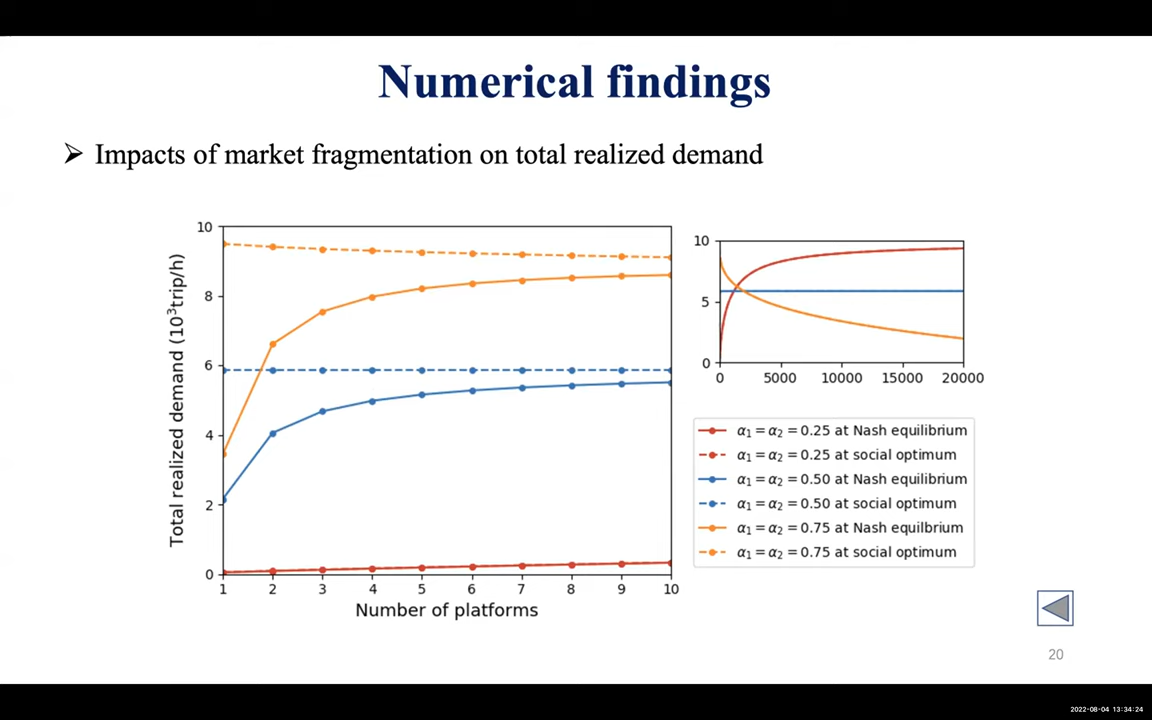 Numerical findings
➢ Impacts of market fragmentation on total realized demand
Total realized demand (10³trip/h)
10
8
6
4
2
0
1 2 3 4 5 6 7 8 9 10
Number of platforms
10
5
0
0 5000 10000 15000 20000
α₁ = α₂ = 0.25 at Nash equilibrium
α₁ = α₂ = 0.25 at social optimum
α₁ = α₂ = 0.50 at Nash equilibrium
α₁ = α₂ = 0.50 at social optimum
α₁ = α₂ = 0.75 at Nash equilbrium
α₁ = α₂ = 0.75 at social optimum
20
2022-08-04 13:34:24